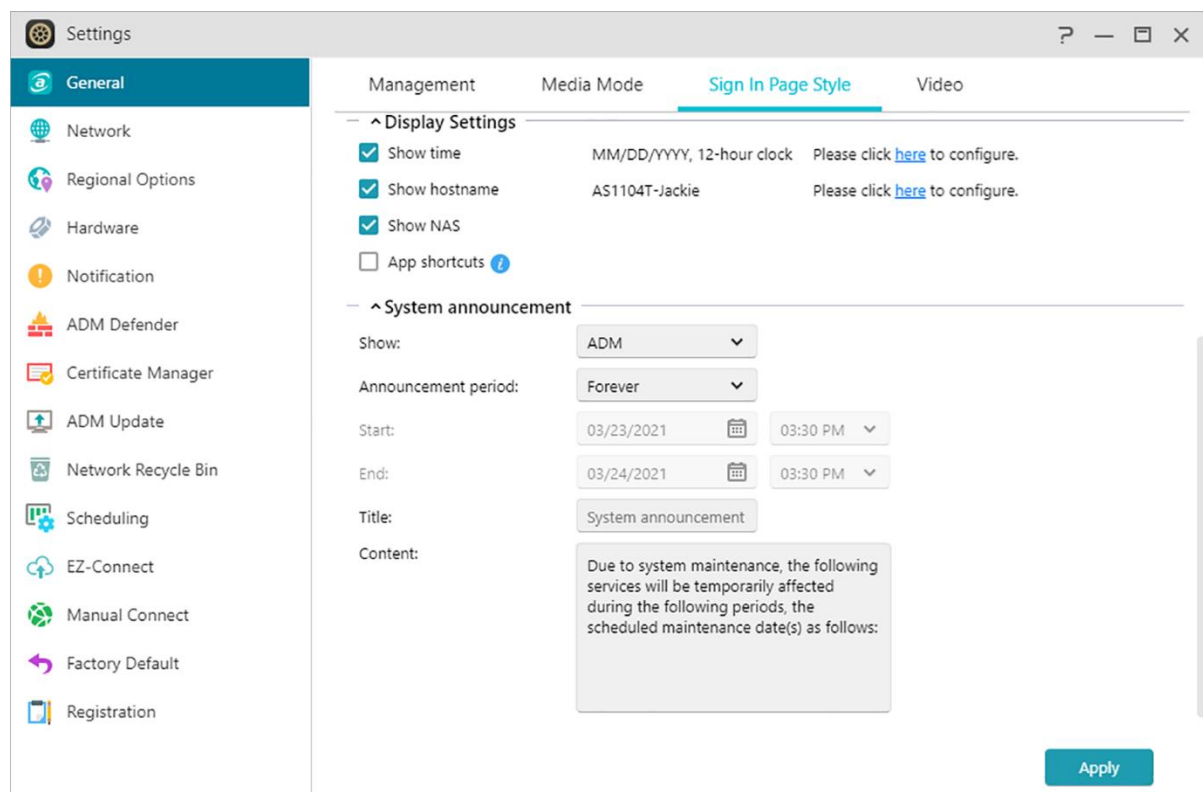 Settings
General
Network
Regional Options
Hardware
Notification
ADM Defender
Certificate Manager
ADM Update
Network Recycle Bin
Scheduling
EZ-Connect
Manual Connect
Factory Default
Registration
Management Media Mode Sign In Page Style Video
Display Settings
Show time MM/DD/YYYY, 12-hour clock Please click here to configure.
Show hostname AS1104T-Jackie Please click here to configure.
Show NAS
App shortcuts
System announcement
Show: ADM
Announcement period: Forever
Start: 03/23/2021 03:30 PM
End: 03/24/2021 03:30 PM
Title: System announcement
Content:
Due to system maintenance, the following
services will be temporarily affected
during the following periods, the
scheduled maintenance date(s) as follows:
Apply